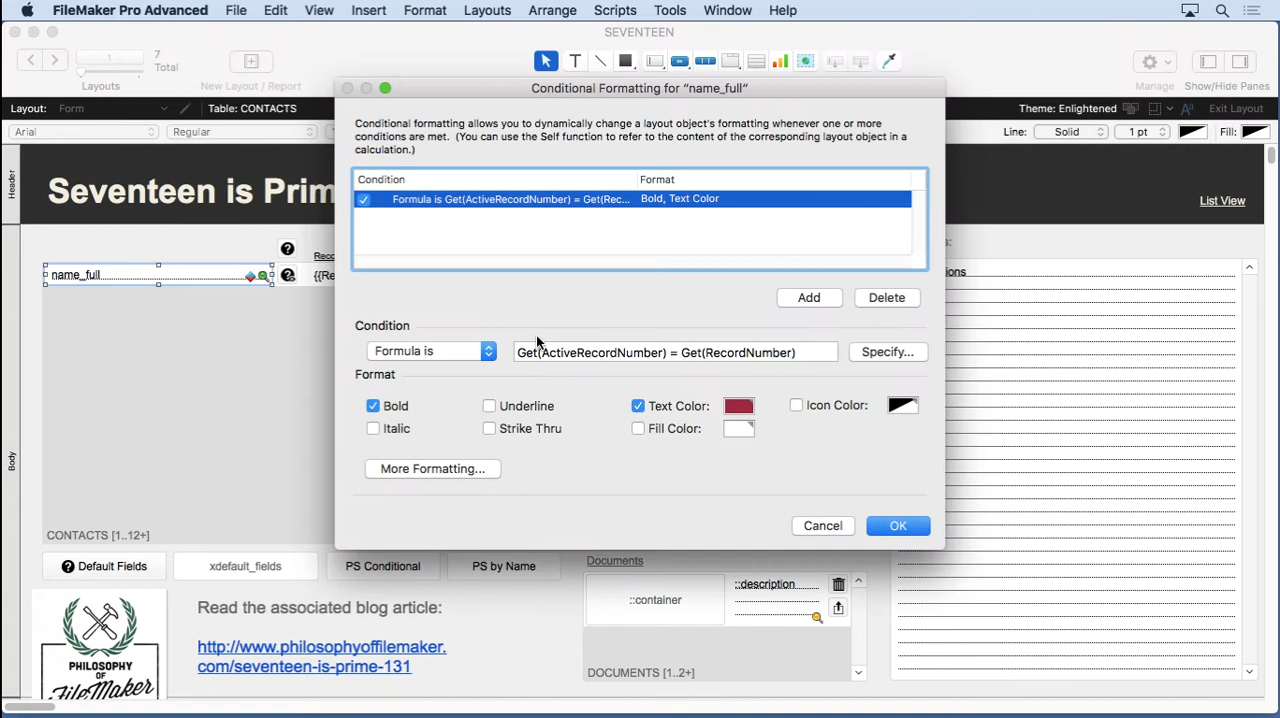 FileMaker Pro Advanced File Edit View Insert Format Layouts Arrange Scripts Tools Window Help
SEVENTEEN
1
7
Total
Layouts
New Layout / Report
Manage
Show/Hide Panes
Layout: Form
Table: CONTACTS
Theme: Enlightened
Exit Layout
Arial
Regular
Line: Solid
1 pt
Fill:
Header
Seventeen is Prime
List View
Body
name_full
CONTACTS [1..12+]
Default Fields
xdefault_fields
PS Conditional
PS by Name
Read the associated blog article:
http://www.philosophyoffilemaker.
com/seventeen-is-prime-131
PHILOSOPHY
OF
FileMaker
Documents
::container
::description
DOCUMENTS [1..2+]
Conditional Formatting for "name_full"
Conditional formatting allows you to dynamically change a layout object's formatting whenever one or more
conditions are met. (You can use the Self function to refer to the content of the corresponding layout object in a
calculation.)
Condition
Format
Formula is Get(ActiveRecordNumber) = Get(Rec...
Bold, Text Color
Add
Delete
Condition
Formula is
Get(ActiveRecordNumber) = Get(RecordNumber)
Specify...
Format
Bold
Underline
Text Color:
Icon Color:
Italic
Strike Thru
Fill Color:
More Formatting...
Cancel
OK